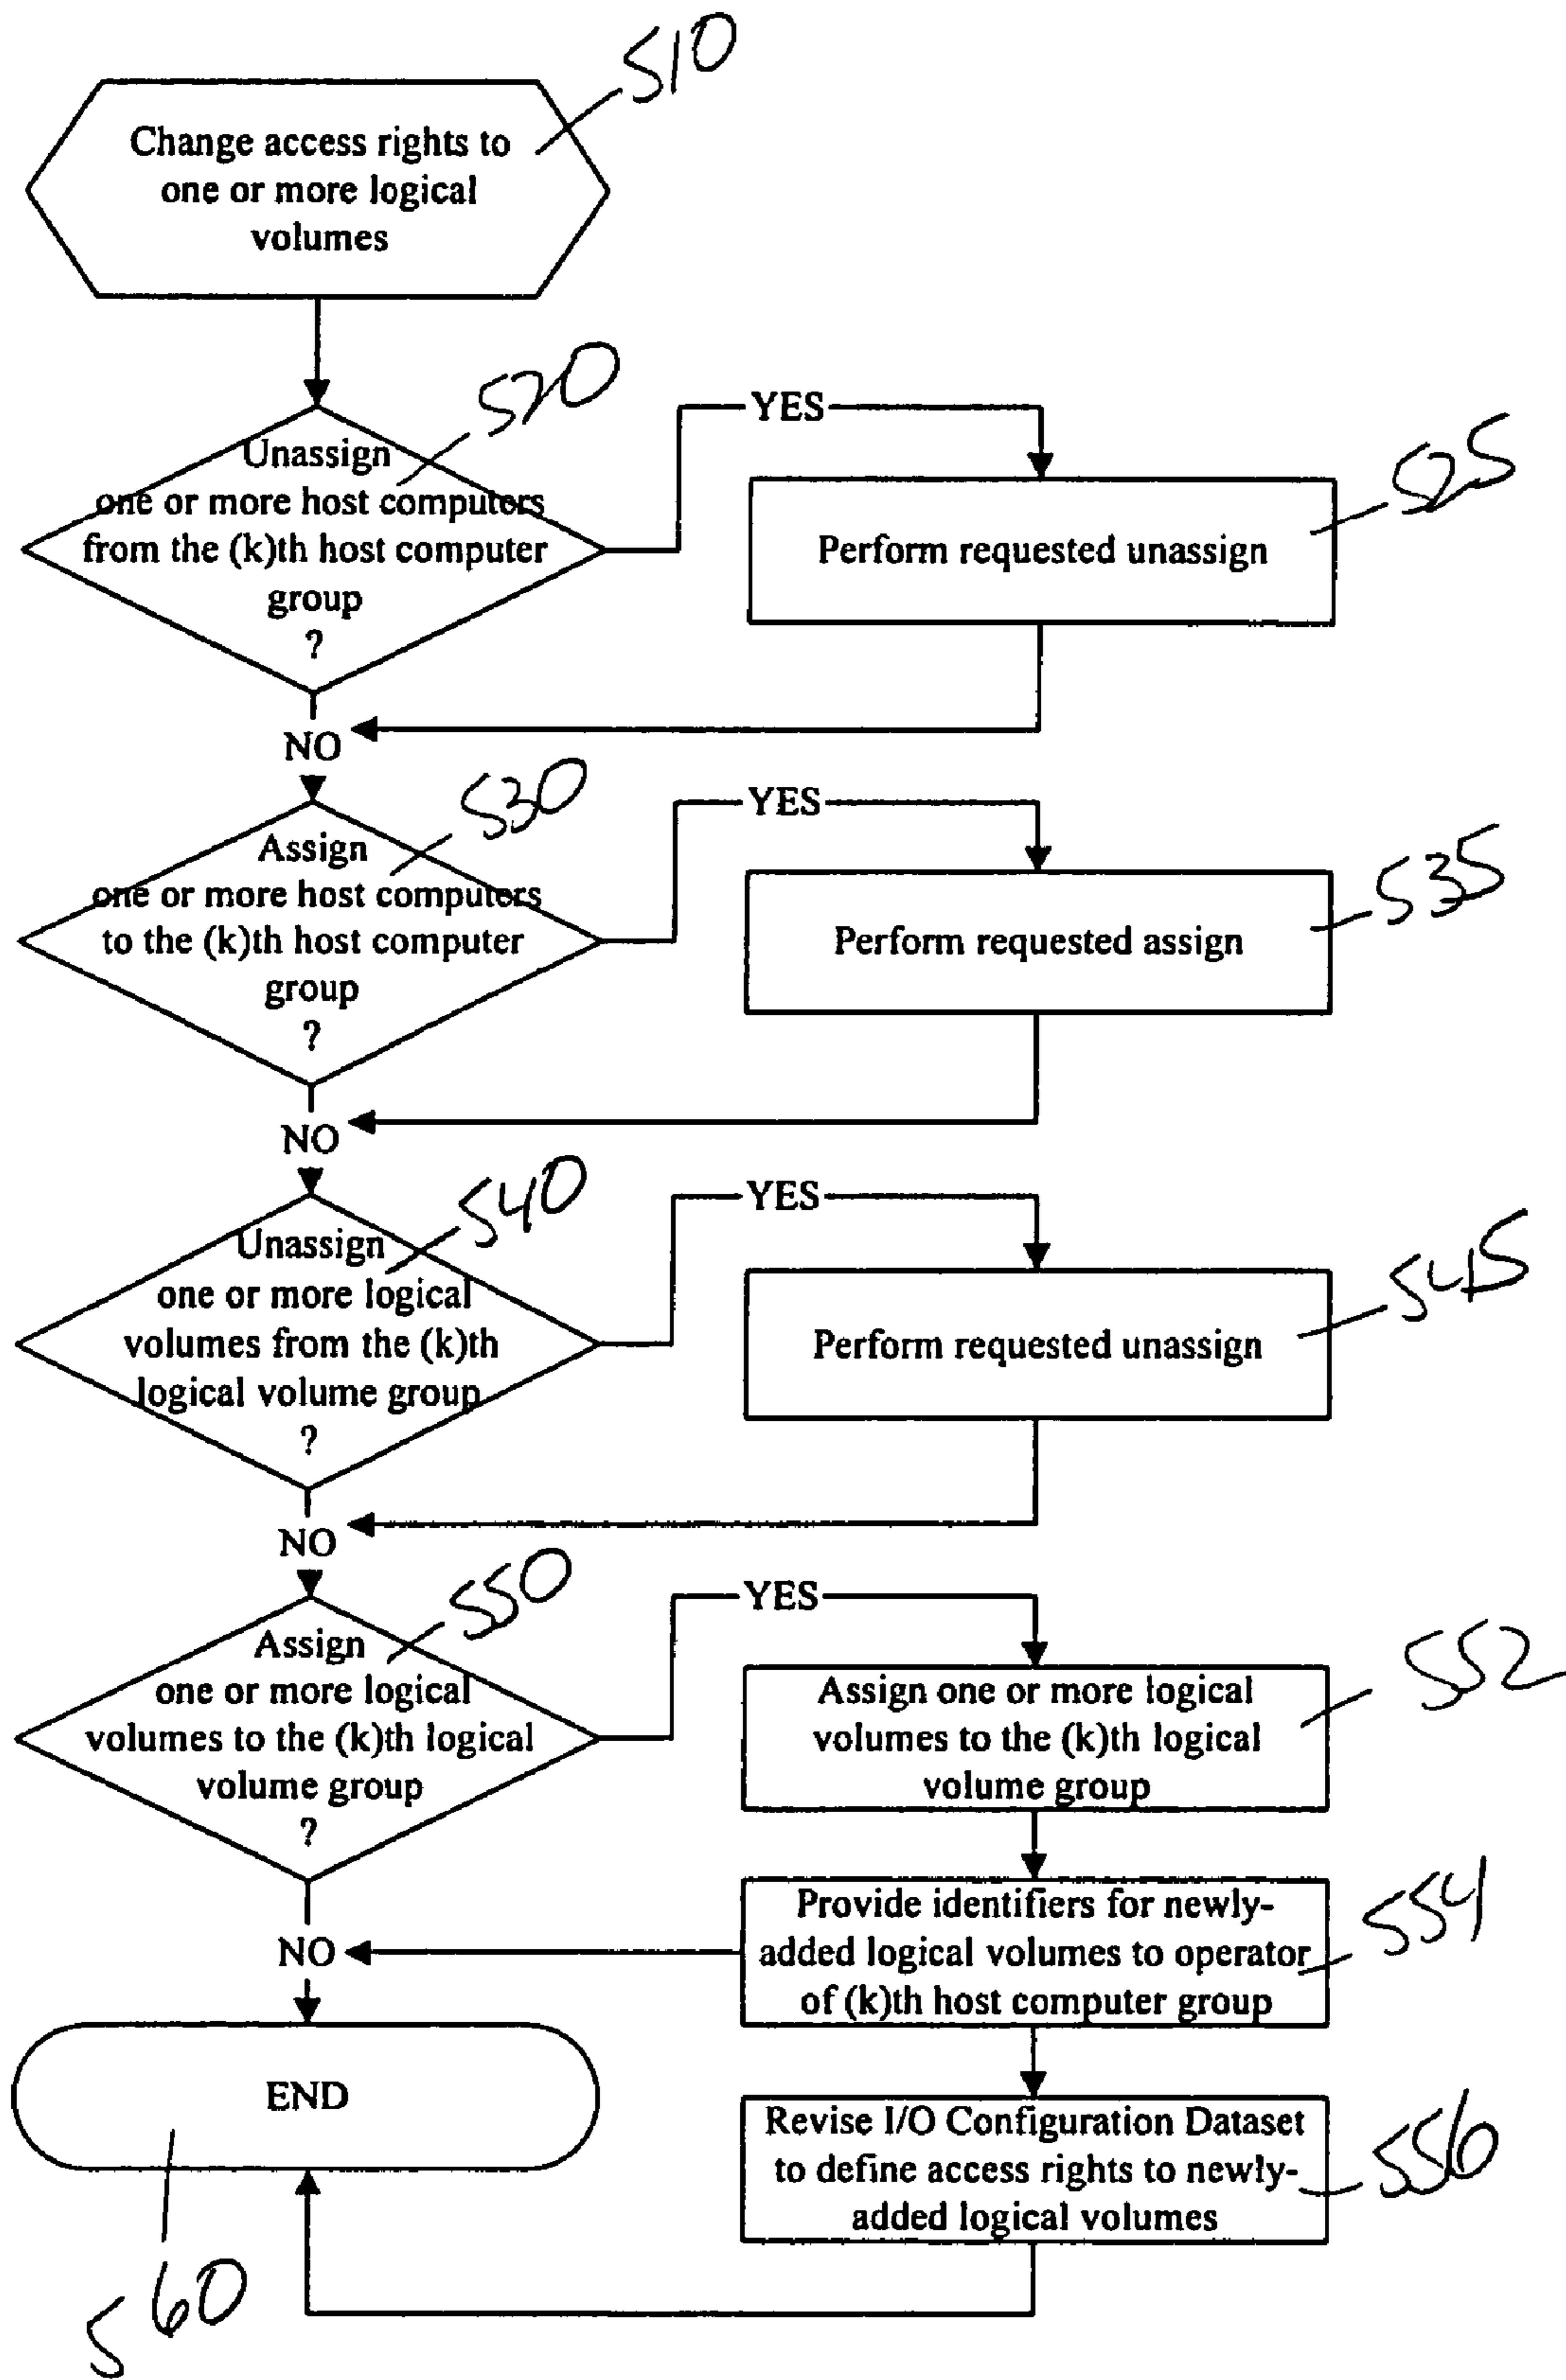 510
Change access rights to
one or more logical
volumes
520
YES
Unassign
one or more host computers
from the (k)th host computer
group
?
525
Perform requested unassign
NO
530
YES
Assign
one or more host computers
to the (k)th host computer
group
?
535
Perform requested assign
NO
540
YES
Unassign
one or more logical
volumes from the (k)th
logical volume group
?
545
Perform requested unassign
NO
550
YES
Assign
one or more logical
volumes to the (k)th logical
volume group
?
552
Assign one or more logical
volumes to the (k)th logical
volume group
554
Provide identifiers for newly-
added logical volumes to operator
of (k)th host computer group
NO
END
556
Revise I/O Configuration Dataset
to define access rights to newly-
added logical volumes
560